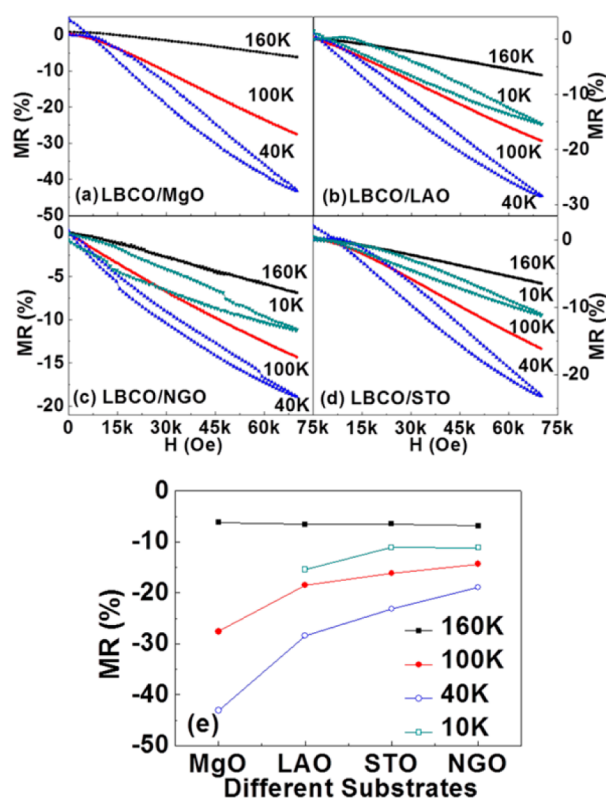 0
-10
-20
-30
-40
-50
MR (%)
160K
100K
40K
(a) LBCO/MgO
160K
10K
100K
40K
(b) LBCO/LAO
0
-10
-20
-30
MR (%)
0
-5
-10
-15
-20
MR (%)
160K
10K
100K
40K
(c) LBCO/NGO
0 15k 30k 45k 60k 75k
H (Oe)
160K
10K
100K
40K
(d) LBCO/STO
0
-10
-20
MR (%)
15k 30k 45k 60k 75k
H (Oe)
0
-10
-20
-30
-40
-50
MR (%)
160K
100K
40K
10K
(e)
MgO LAO STO NGO
Different Substrates